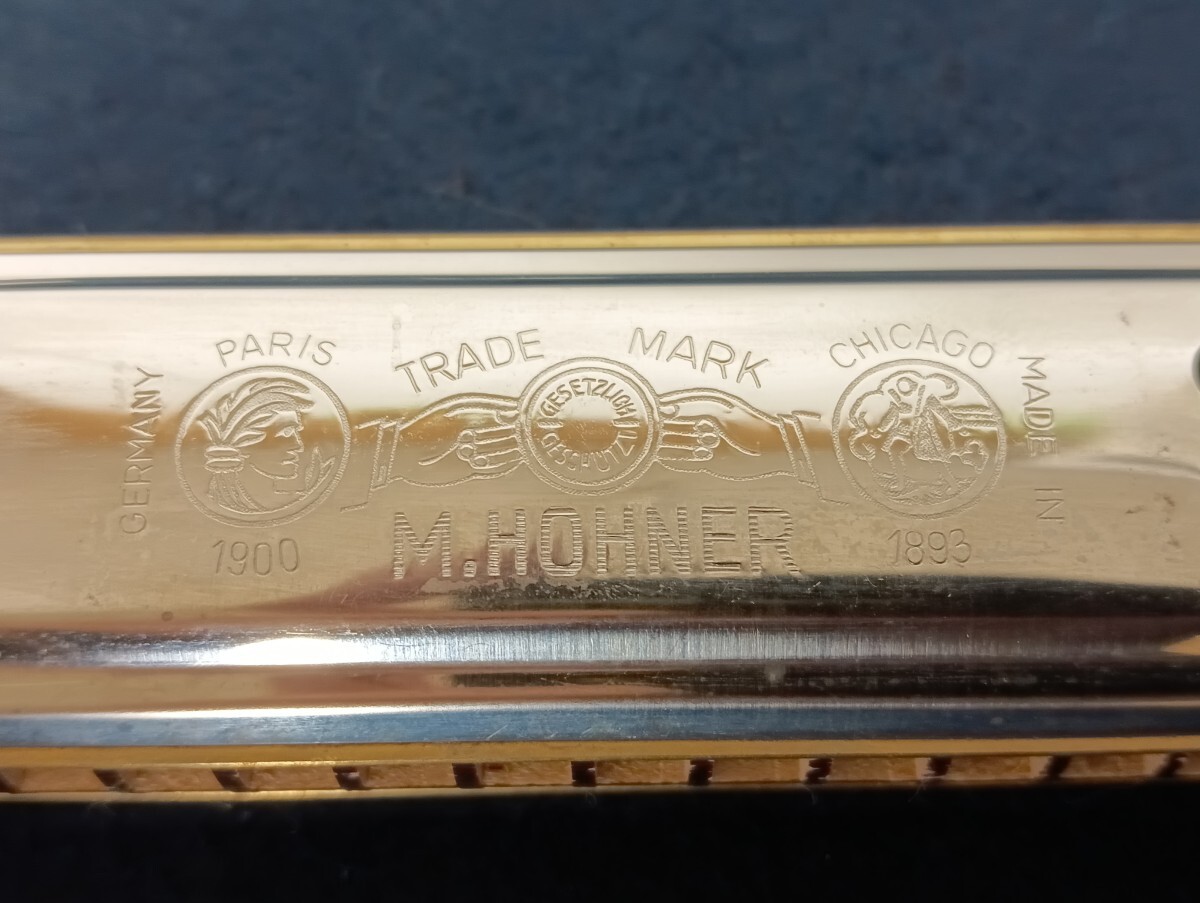 GERMANY
PARIS
1900
TRADE MARK
GESETZLICH
GESCHÜTZT
M.HOHNER
CHICAGO
1893
MADE IN